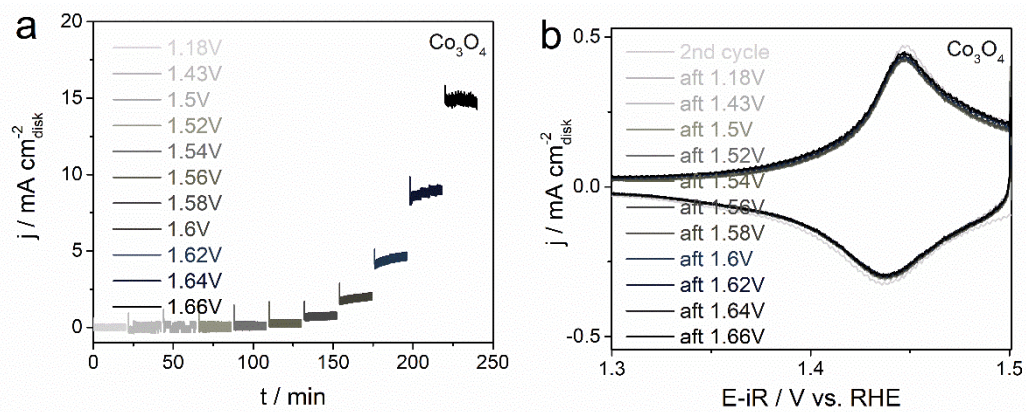 a
Co₃O₄
20
15
10
5
0
j / mA cm⁻²disk
1.18V
1.43V
1.5V
1.52V
1.54V
1.56V
1.58V
1.6V
1.62V
1.64V
1.66V
0 50 100 150 200 250
t / min
b
Co₃O₄
0.5
0.0
-0.5
j / mA cm⁻²disk
2nd cycle
aft 1.18V
aft 1.43V
aft 1.5V
aft 1.52V
aft 1.54V
aft 1.56V
aft 1.58V
aft 1.6V
aft 1.62V
aft 1.64V
aft 1.66V
1.3 1.4 1.5
E-iR / V vs. RHE